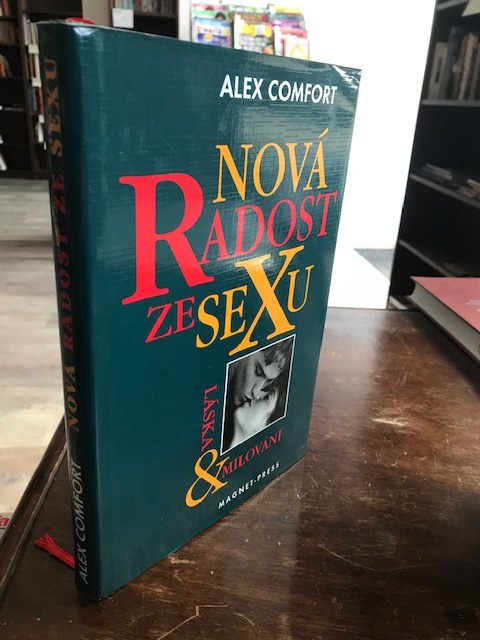 ALEX COMFORT
NOVÁ
RADOST
ZE SEXU
LÁSKA
& MILOVÁNÍ
MAGNET-PRESS
ALEX COMFORT NOVÁ RADOST ZE SEXU